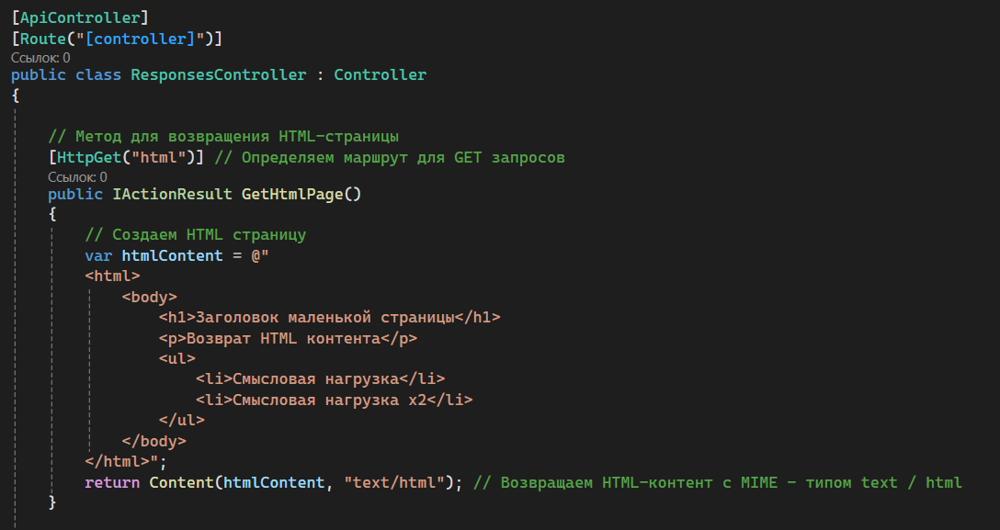 [ApiController]
[Route("[controller]")]
Ссылок: 0
public class ResponsesController : Controller
{
// Метод для возвращения HTML-страницы
[HttpGet("html")] // Определяем маршрут для GET запросов
Ссылок: 0
public IActionResult GetHtmlPage()
{
// Создаем HTML страницу
var htmlContent = @"
<html>
<body>
<h1>Заголовок маленькой страницы</h1>
<p>Возврат HTML контента</p>
<ul>
<li>Смысловая нагрузка</li>
<li>Смысловая нагрузка x2</li>
</ul>
</body>
</html>";
return Content(htmlContent, "text/html"); // Возвращаем HTML-контент с MIME - типом text / html
}